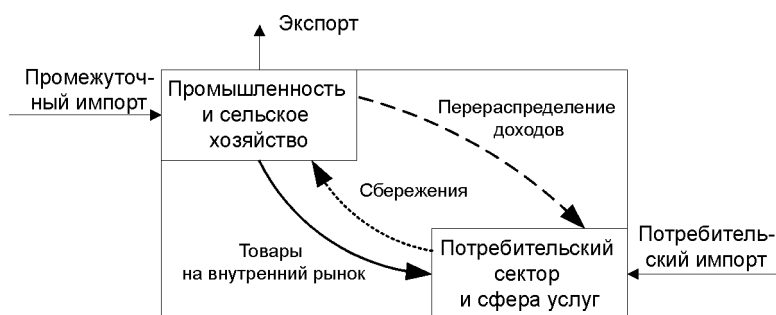 Экспорт
Промежуточ-
ный импорт
Промышленность
и сельское
хозяйство
Перераспределение
доходов
Сбережения
Товары
на внутренний рынок
Потребительский
сектор
и сфера услуг
Потребитель-
ский импорт